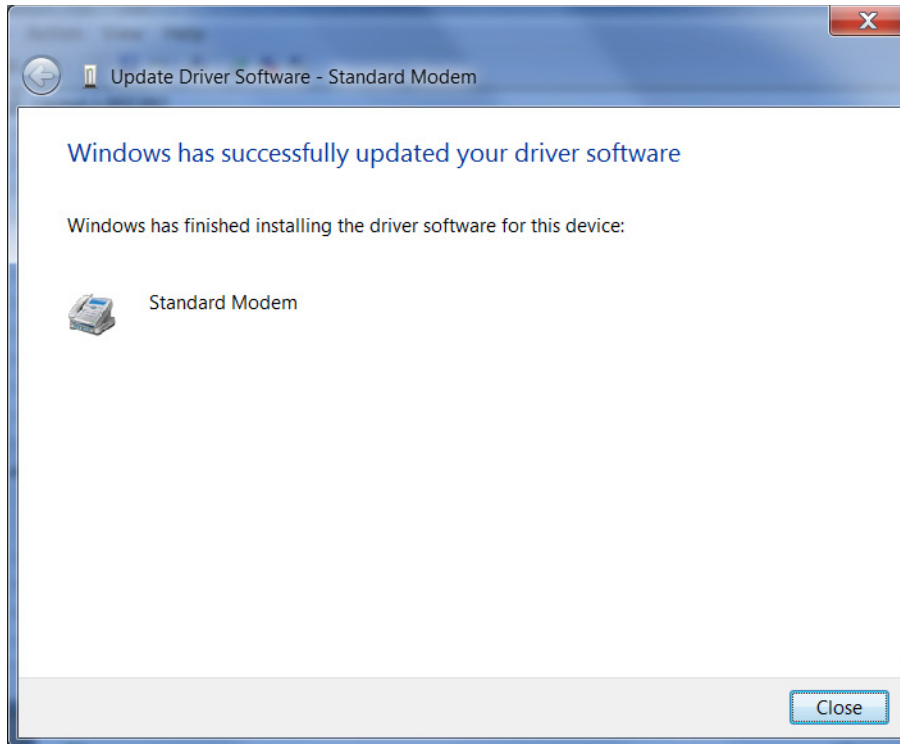 Update Driver Software - Standard Modem
Windows has successfully updated your driver software
Windows has finished installing the driver software for this device:
Standard Modem
Close